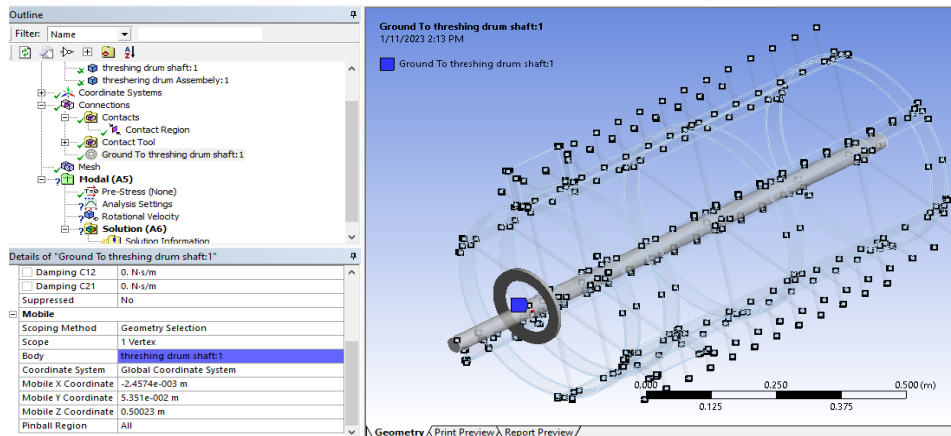 Outline
Filter: Name
threshing drum shaft:1
threshering drum Assembely:1
Coordinate Systems
Connections
Contacts
Contact Region
Contact Tool
Ground To threshing drum shaft:1
Mesh
Modal (A5)
Pre-Stress (None)
Analysis Settings
Rotational Velocity
Solution (A6)
Solution Information
Details of "Ground To threshing drum shaft:1"
Damping C12 0. N·s/m
Damping C21 0. N·s/m
Suppressed No
Mobile
Scoping Method Geometry Selection
Scope 1 Vertex
Body threshing drum shaft:1
Coordinate System Global Coordinate System
Mobile X Coordinate -2.4574e-003 m
Mobile Y Coordinate 5.351e-002 m
Mobile Z Coordinate 0.50023 m
Pinball Region All
Ground To threshing drum shaft:1
1/11/2023 2:13 PM
Ground To threshing drum shaft:1
0.000 0.250 0.500 (m)
0.125 0.375
Geometry Print Preview Report Preview